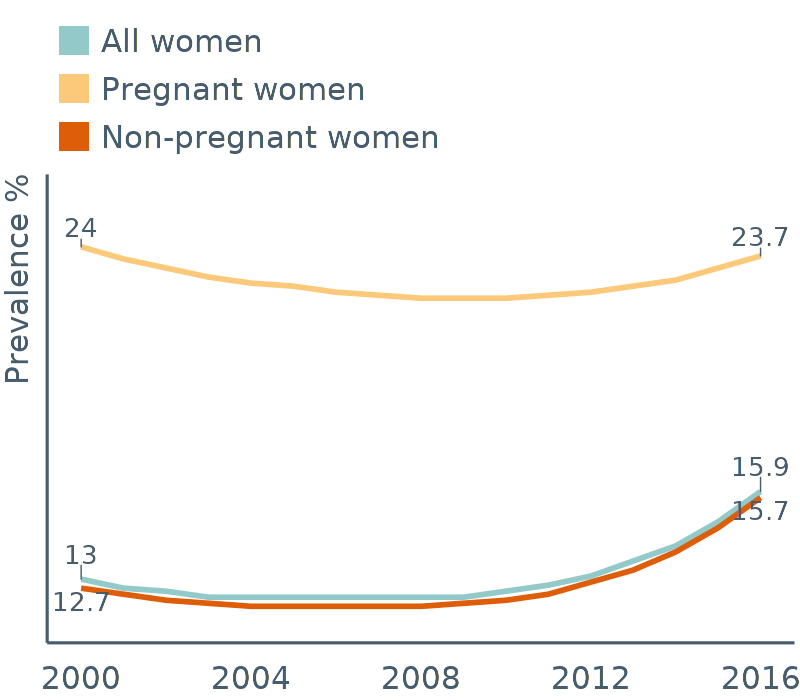 All women
Pregnant women
Non-pregnant women
Prevalence %
24
23.7
15.9
15.7
13
12.7
2000 2004 2008 2012 2016